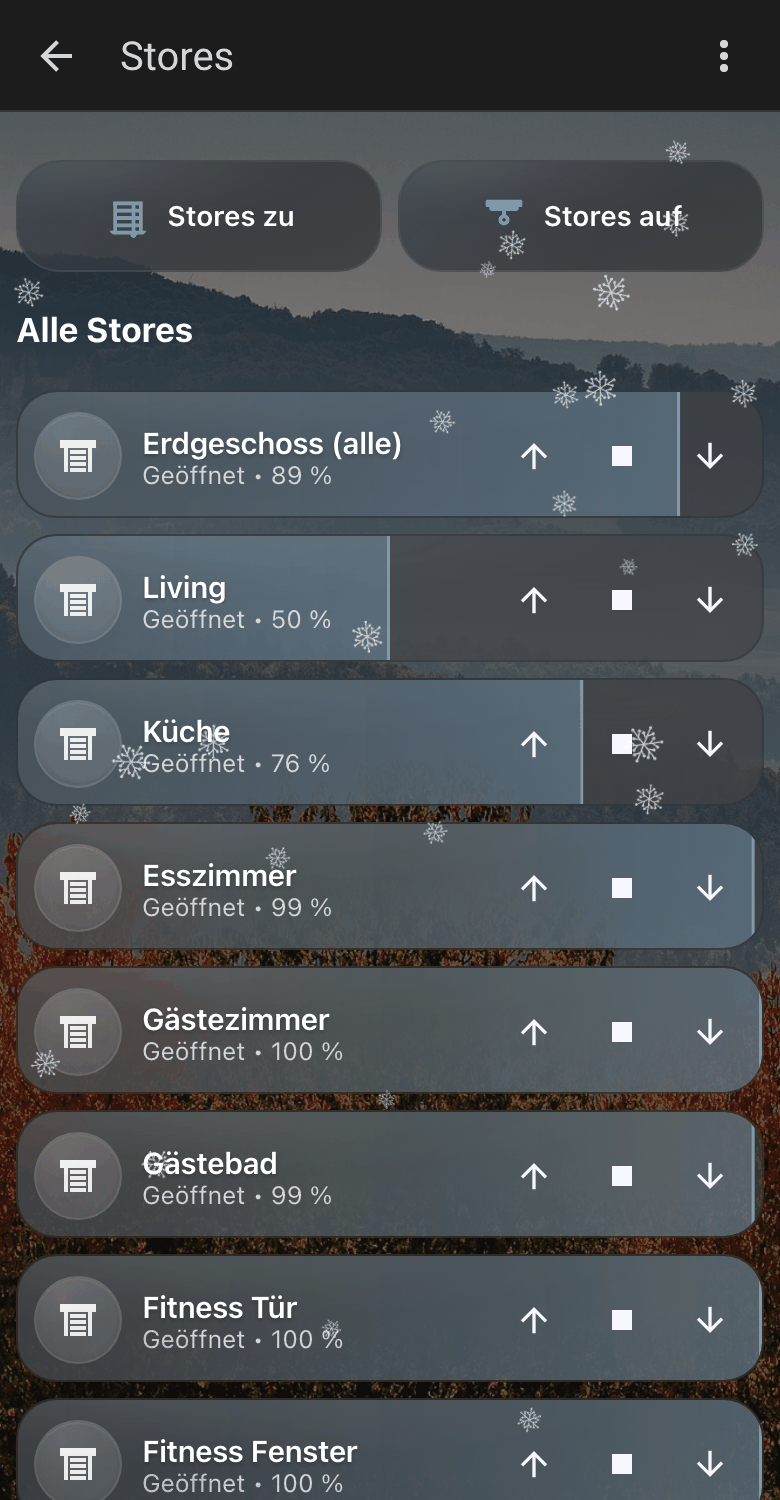 Stores
Stores zu
Stores auf
Alle Stores
Erdgeschoss (alle)
Geöffnet • 89 %
Living
Geöffnet • 50 %
Küche
Geöffnet • 76 %
Esszimmer
Geöffnet • 99 %
Gästezimmer
Geöffnet • 100 %
Gästebad
Geöffnet • 99 %
Fitness Tür
Geöffnet • 100 %
Fitness Fenster
Geöffnet • 100 %